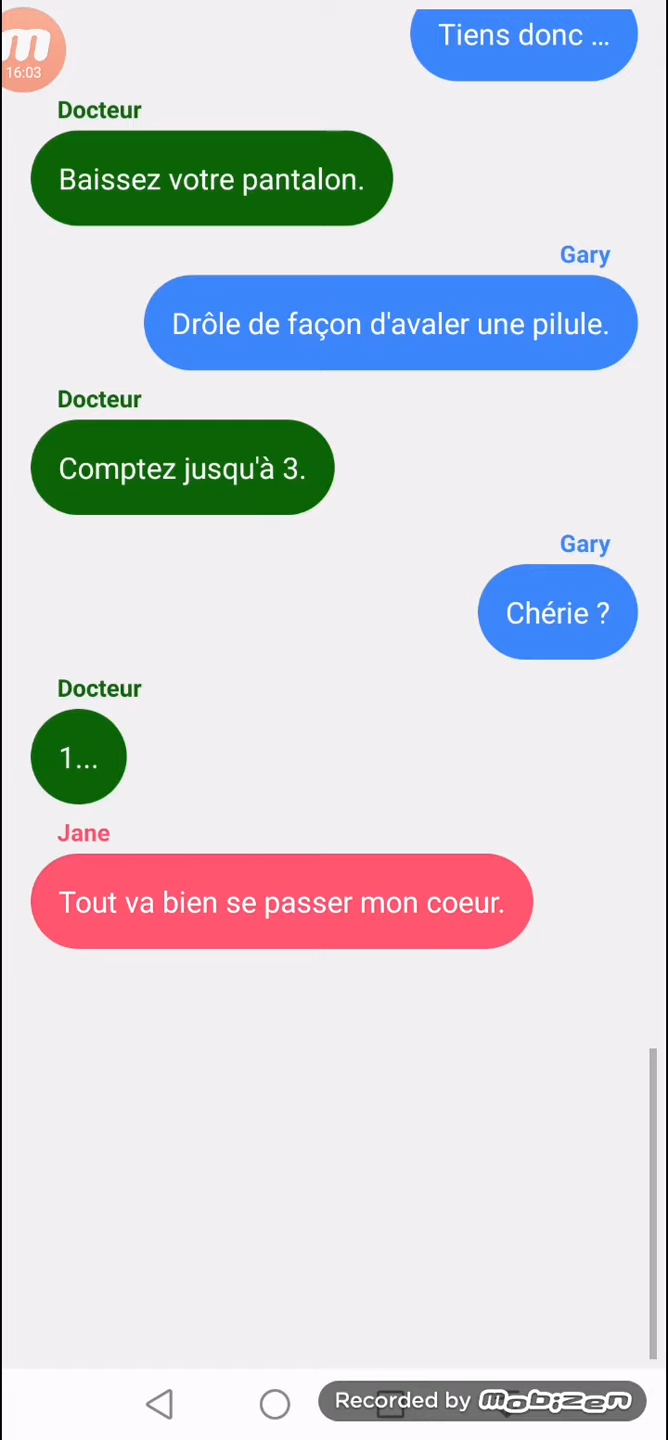 Tiens donc ...
16:03
Docteur
Baissez votre pantalon.
Gary
Drôle de façon d'avaler une pilule.
Docteur
Comptez jusqu'à 3.
Gary
Chérie ?
Docteur
1...
Jane
Tout va bien se passer mon coeur.
Recorded by mobizen